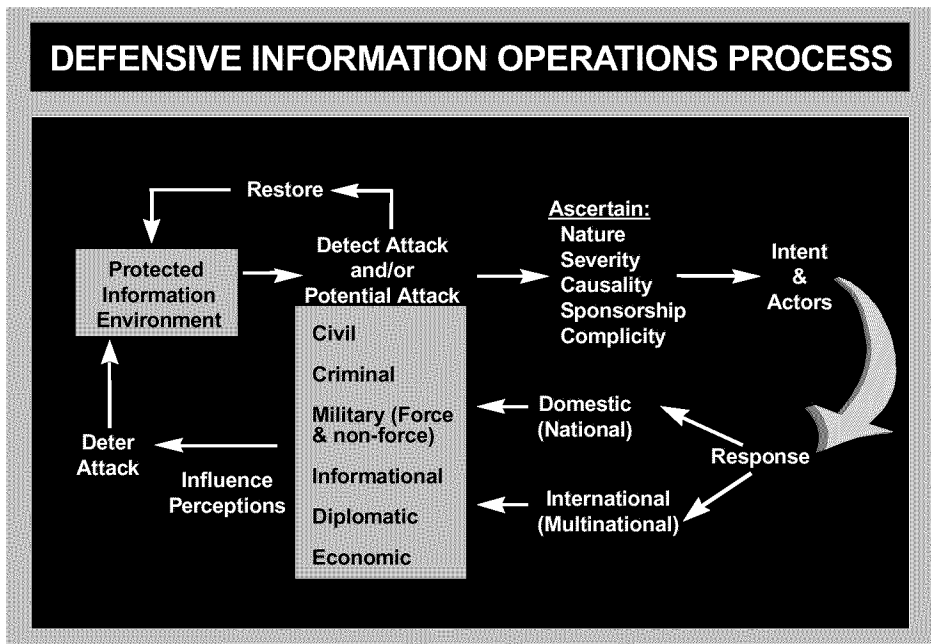 DEFENSIVE INFORMATION OPERATIONS PROCESS
Restore
Protected
Information
Environment
Detect Attack
and/or
Potential Attack
Ascertain:
Nature
Severity
Causality
Sponsorship
Complicity
Intent
&
Actors
Civil
Criminal
Military (Force
& non-force)
Informational
Diplomatic
Economic
Domestic
(National)
Response
International
(Multinational)
Influence
Perceptions
Deter
Attack